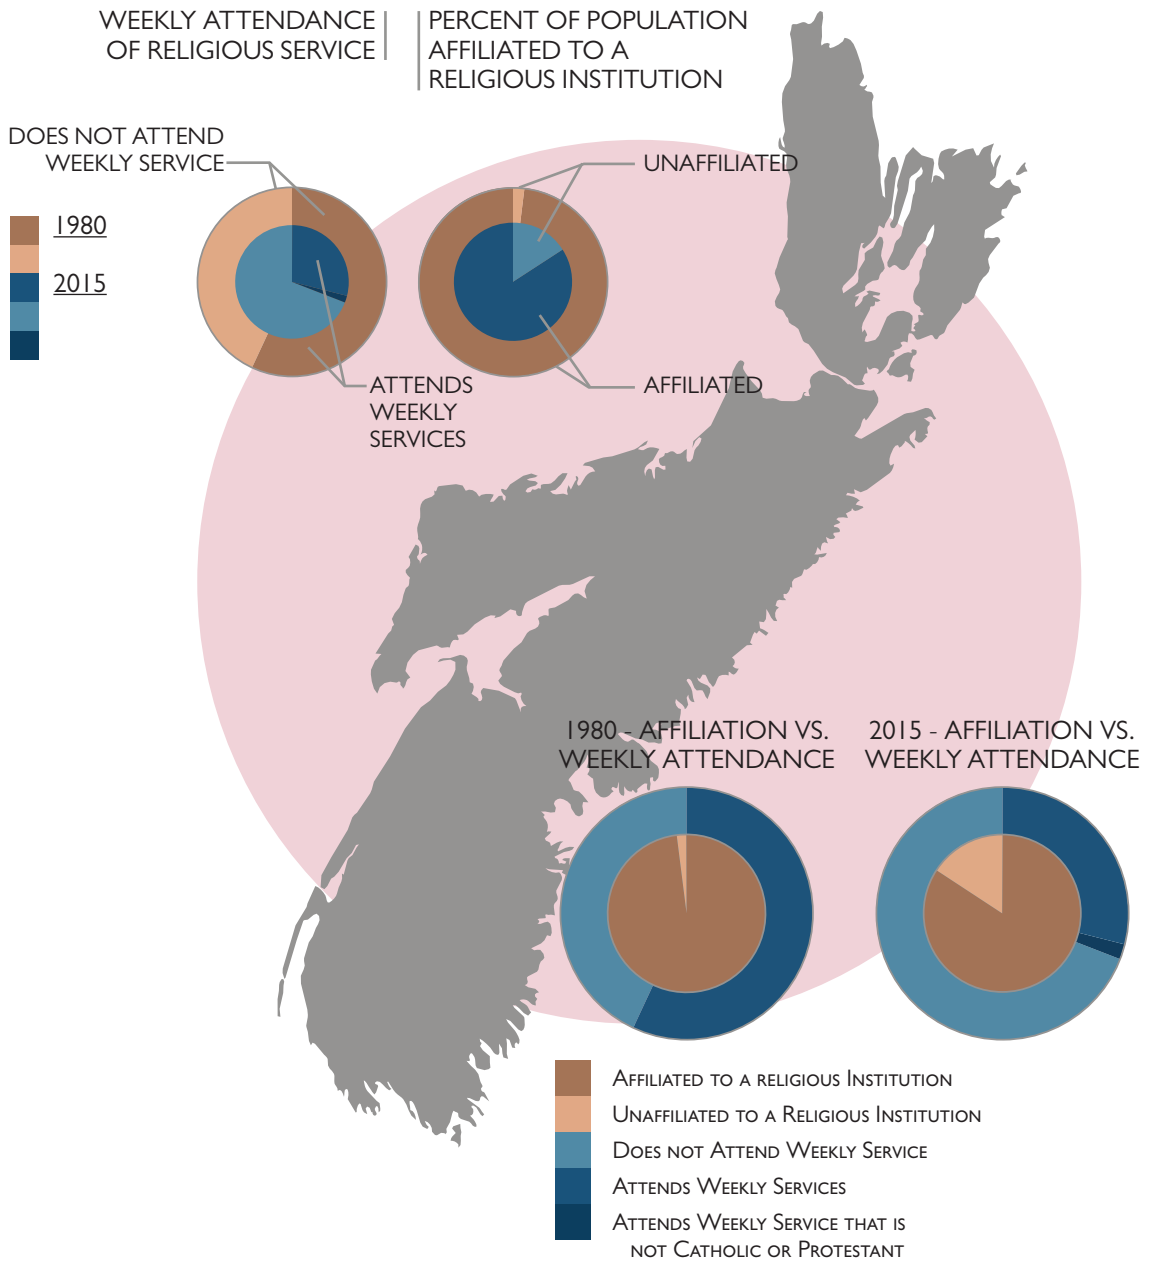 WEEKLY ATTENDANCE
OF RELIGIOUS SERVICE
PERCENT OF POPULATION
AFFILIATED TO A
RELIGIOUS INSTITUTION
DOES NOT ATTEND
WEEKLY SERVICE
UNAFFILIATED
1980
2015
ATTENDS
WEEKLY
SERVICES
AFFILIATED
1980 - AFFILIATION VS.
WEEKLY ATTENDANCE
2015 - AFFILIATION VS.
WEEKLY ATTENDANCE
Affiliated to a religious Institution
Unaffiliated to a Religious Institution
Does not Attend Weekly Service
Attends Weekly Services
Attends Weekly Service that is
not Catholic or Protestant